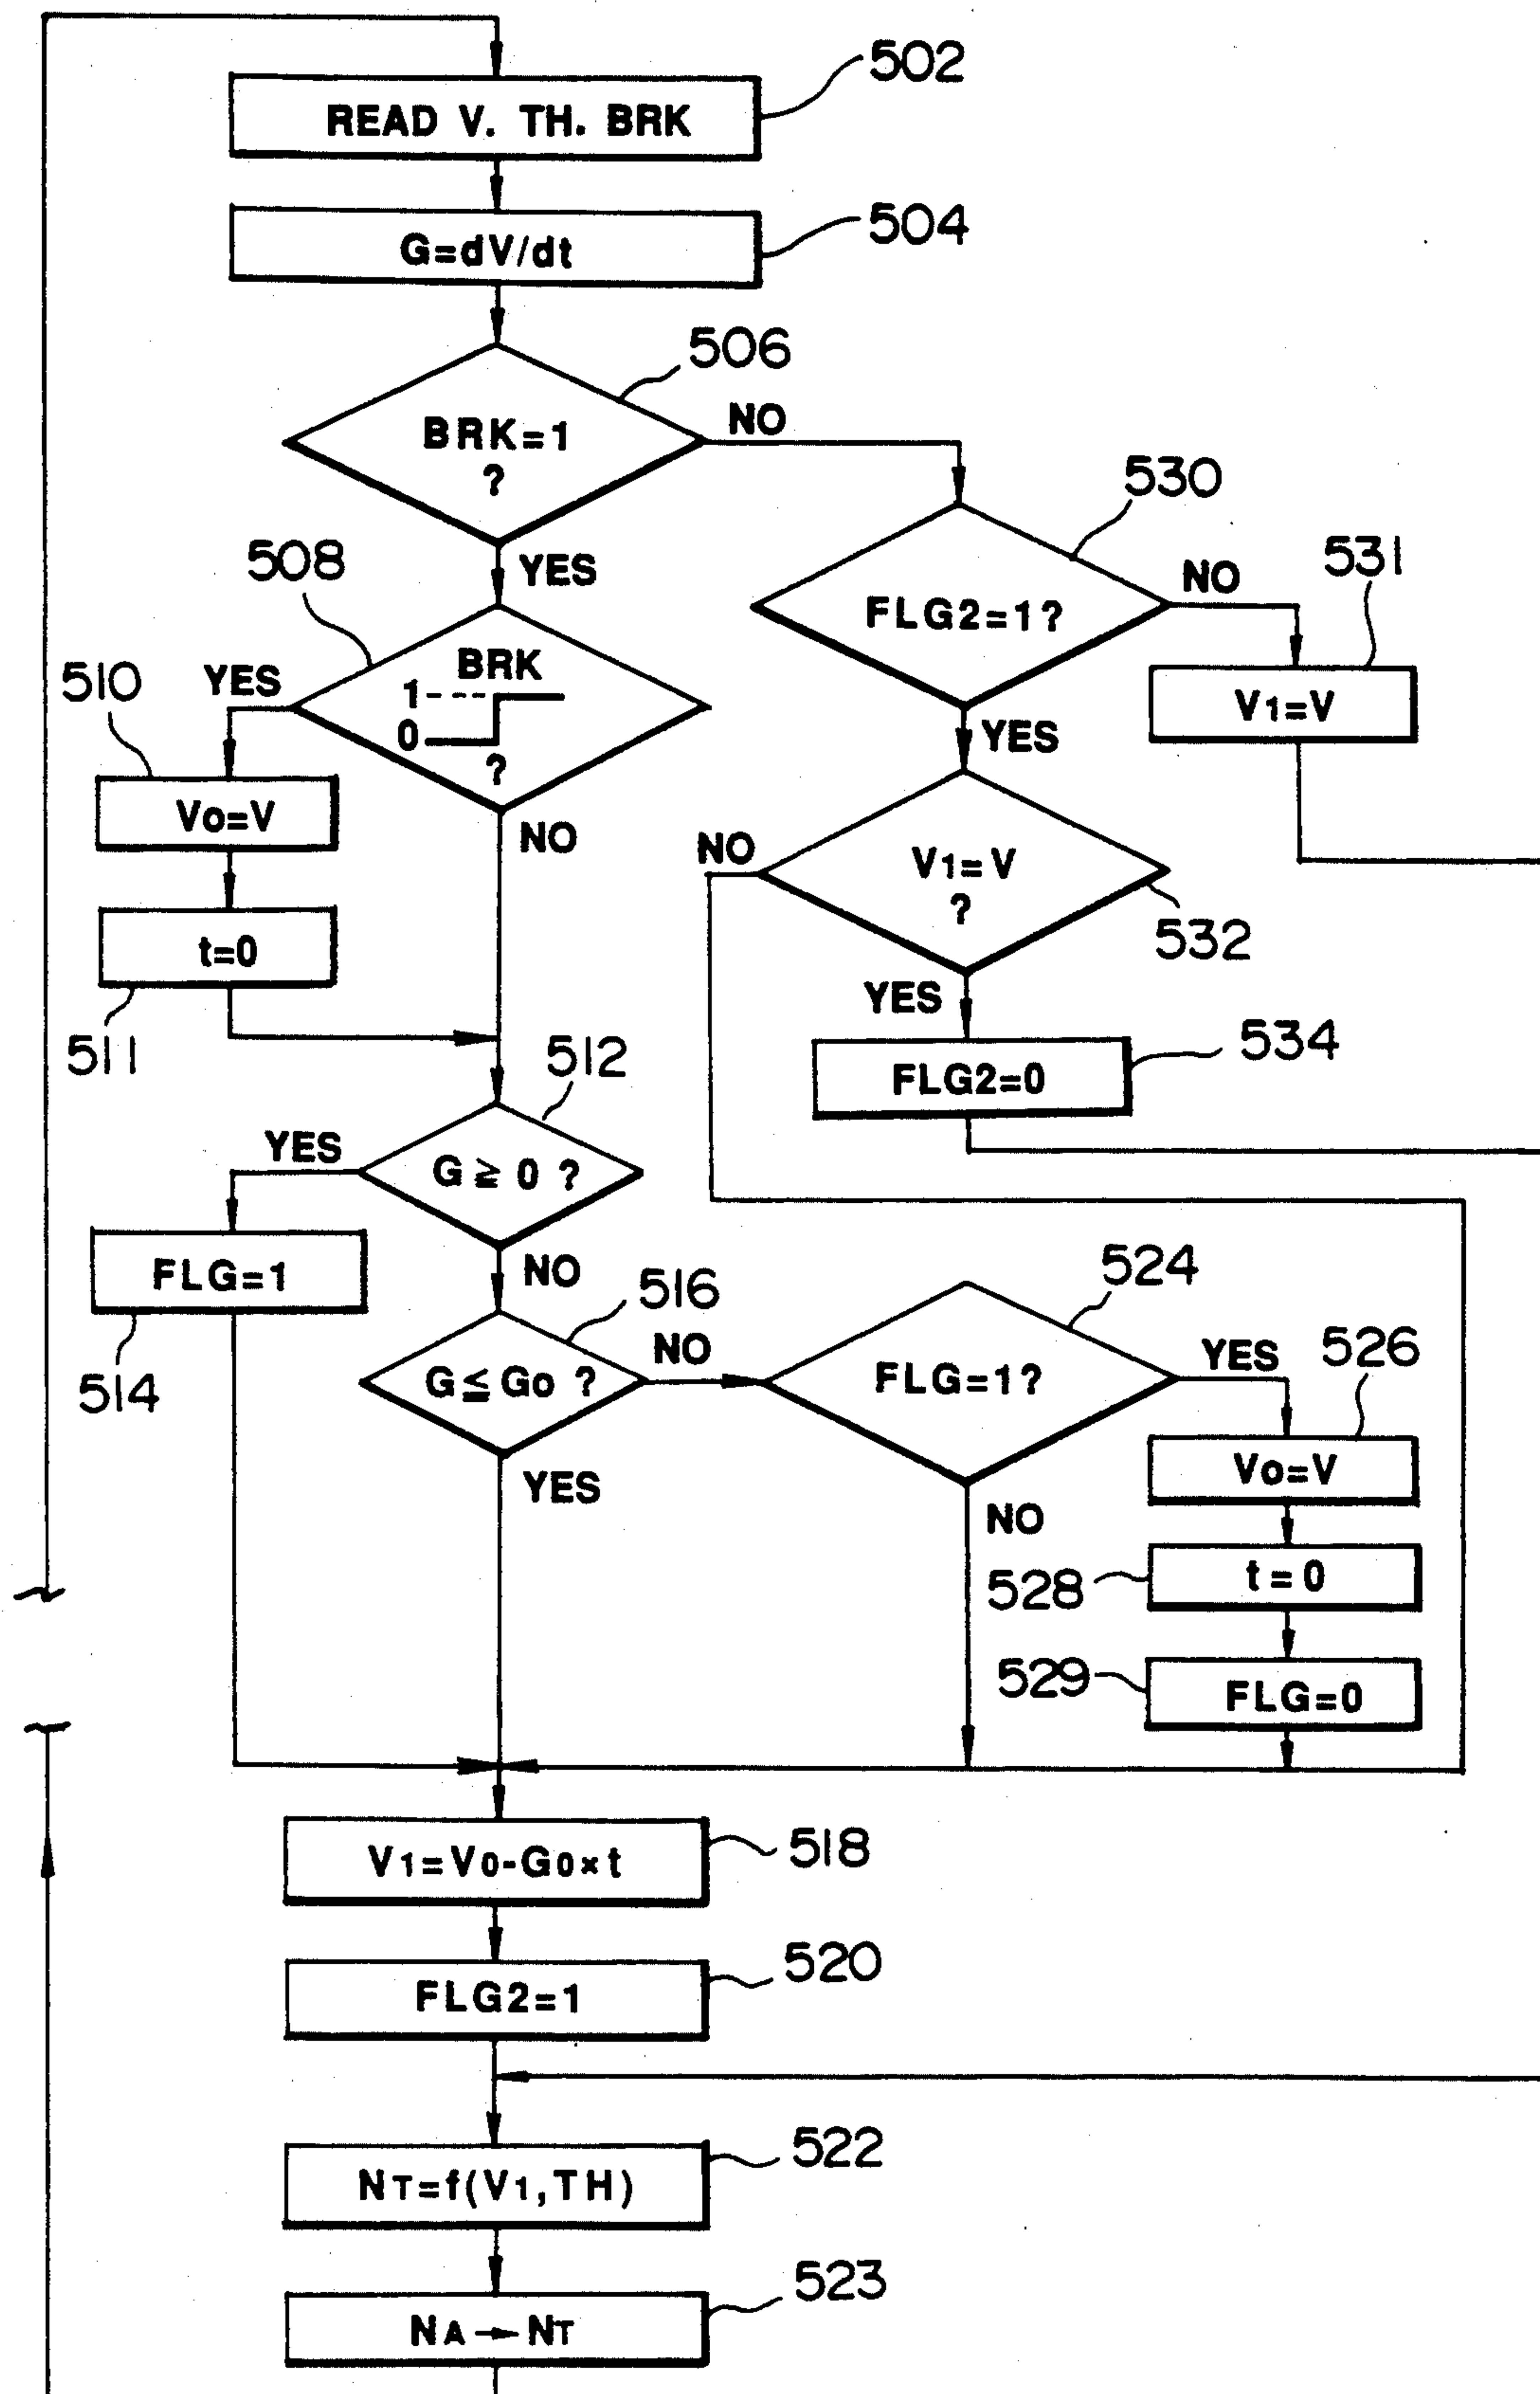 502
READ V. TH. BRK
504
G=dV/dt
506
BRK=1
?
NO
YES
508
BRK
1
0
?
YES
NO
510
Vo=V
t=0
511
530
FLG2=1?
NO
YES
531
V1=V
532
V1=V
?
NO
YES
534
FLG2=0
512
G ≧ 0 ?
YES
NO
FLG=1
514
516
G≦Go ?
NO
YES
524
FLG=1?
YES
NO
526
Vo=V
528
t=0
529
FLG=0
518
V1=V0-G0×t
520
FLG2=1
522
NT=f(V1,TH)
523
NA→NT